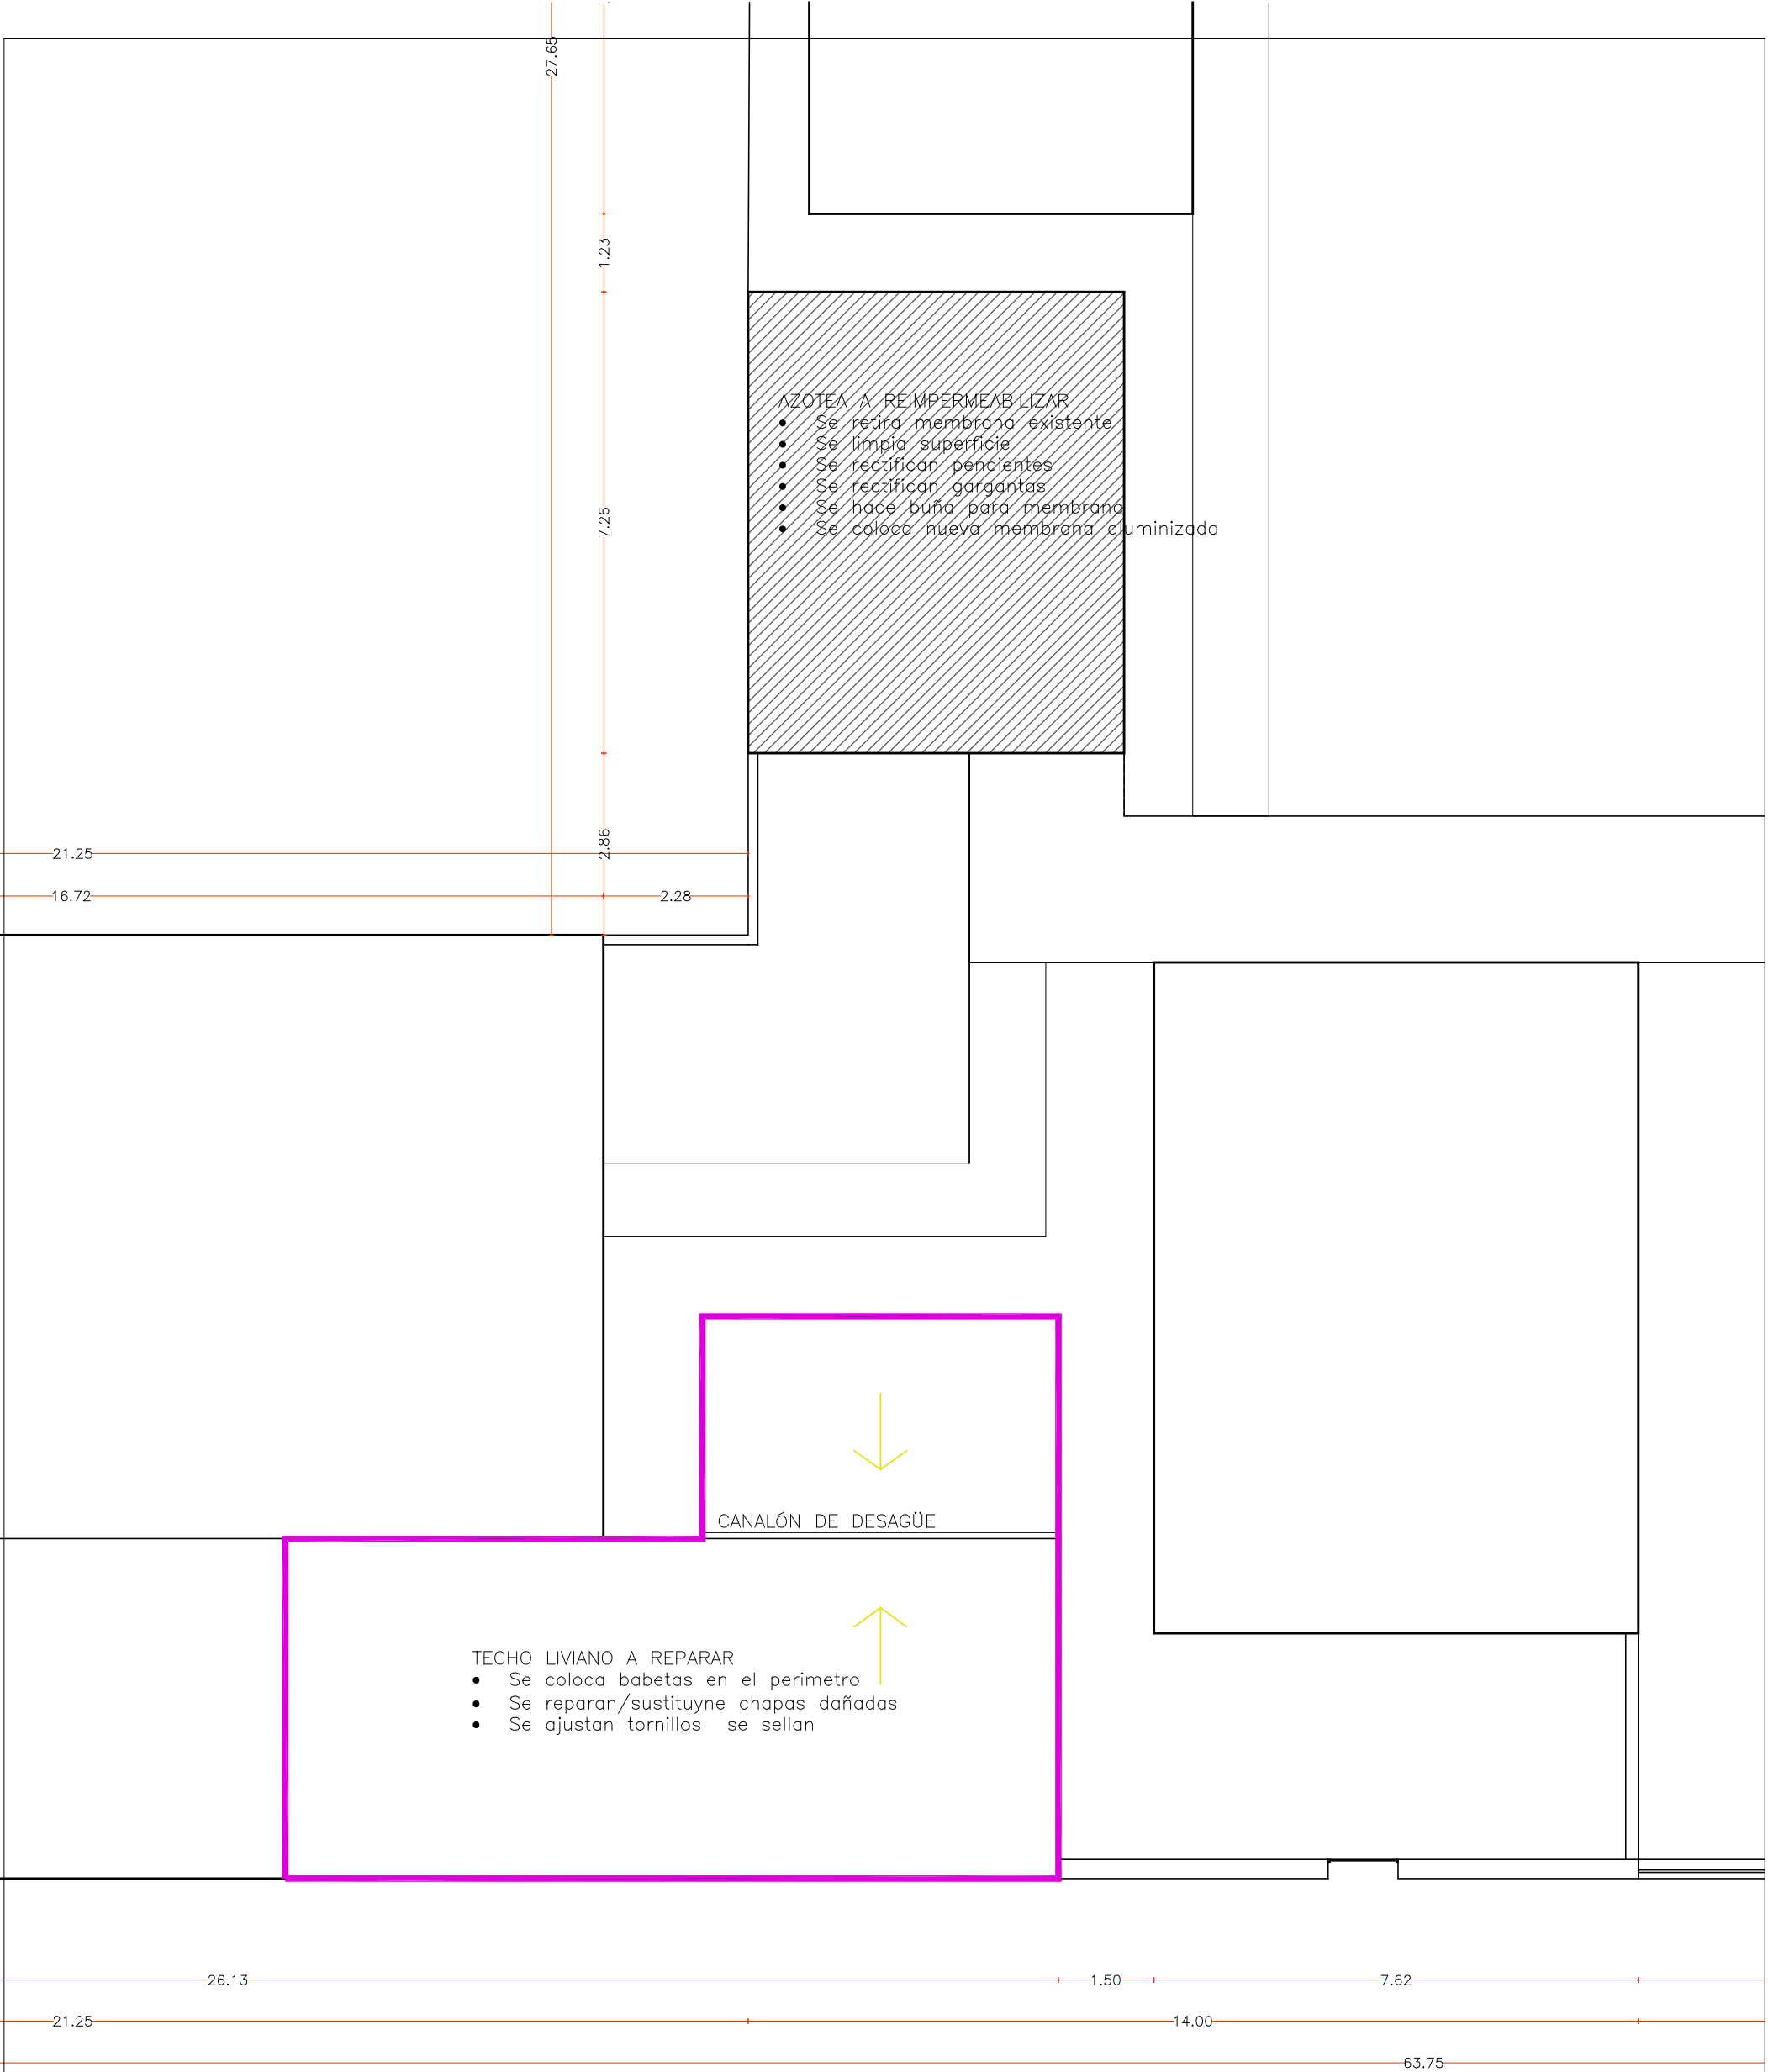 27.65
1.23
AZOTEA A REIMPERMEABILIZAR
● Se retira membrana existente
● Se limpia superficie
● Se rectifican pendientes
● Se rectifican gargantas
● Se hace buña para membrana
● Se coloca nueva membrana aluminizada
7.26
2.86
21.25
16.72
2.28
CANALÓN DE DESAGÜE
TECHO LIVIANO A REPARAR
● Se coloca babetas en el perimetro
● Se reparan/sustituyne chapas dañadas
● Se ajustan tornillos se sellan
26.13
1.50
7.62
21.25
14.00
63.75